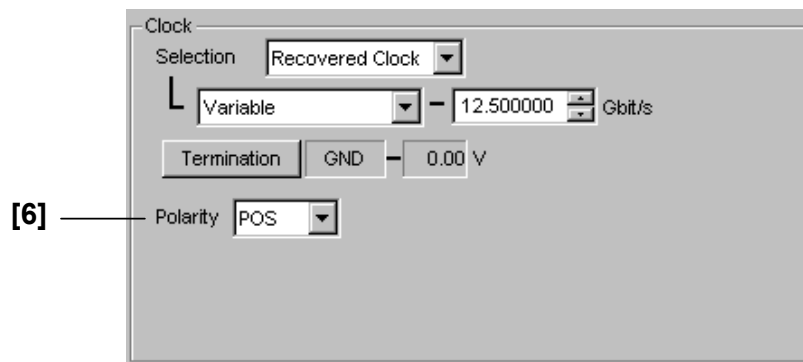 Clock
Selection Recovered Clock
Variable - 12.500000 Gbit/s
Termination GND - 0.00 V
[6] Polarity POS